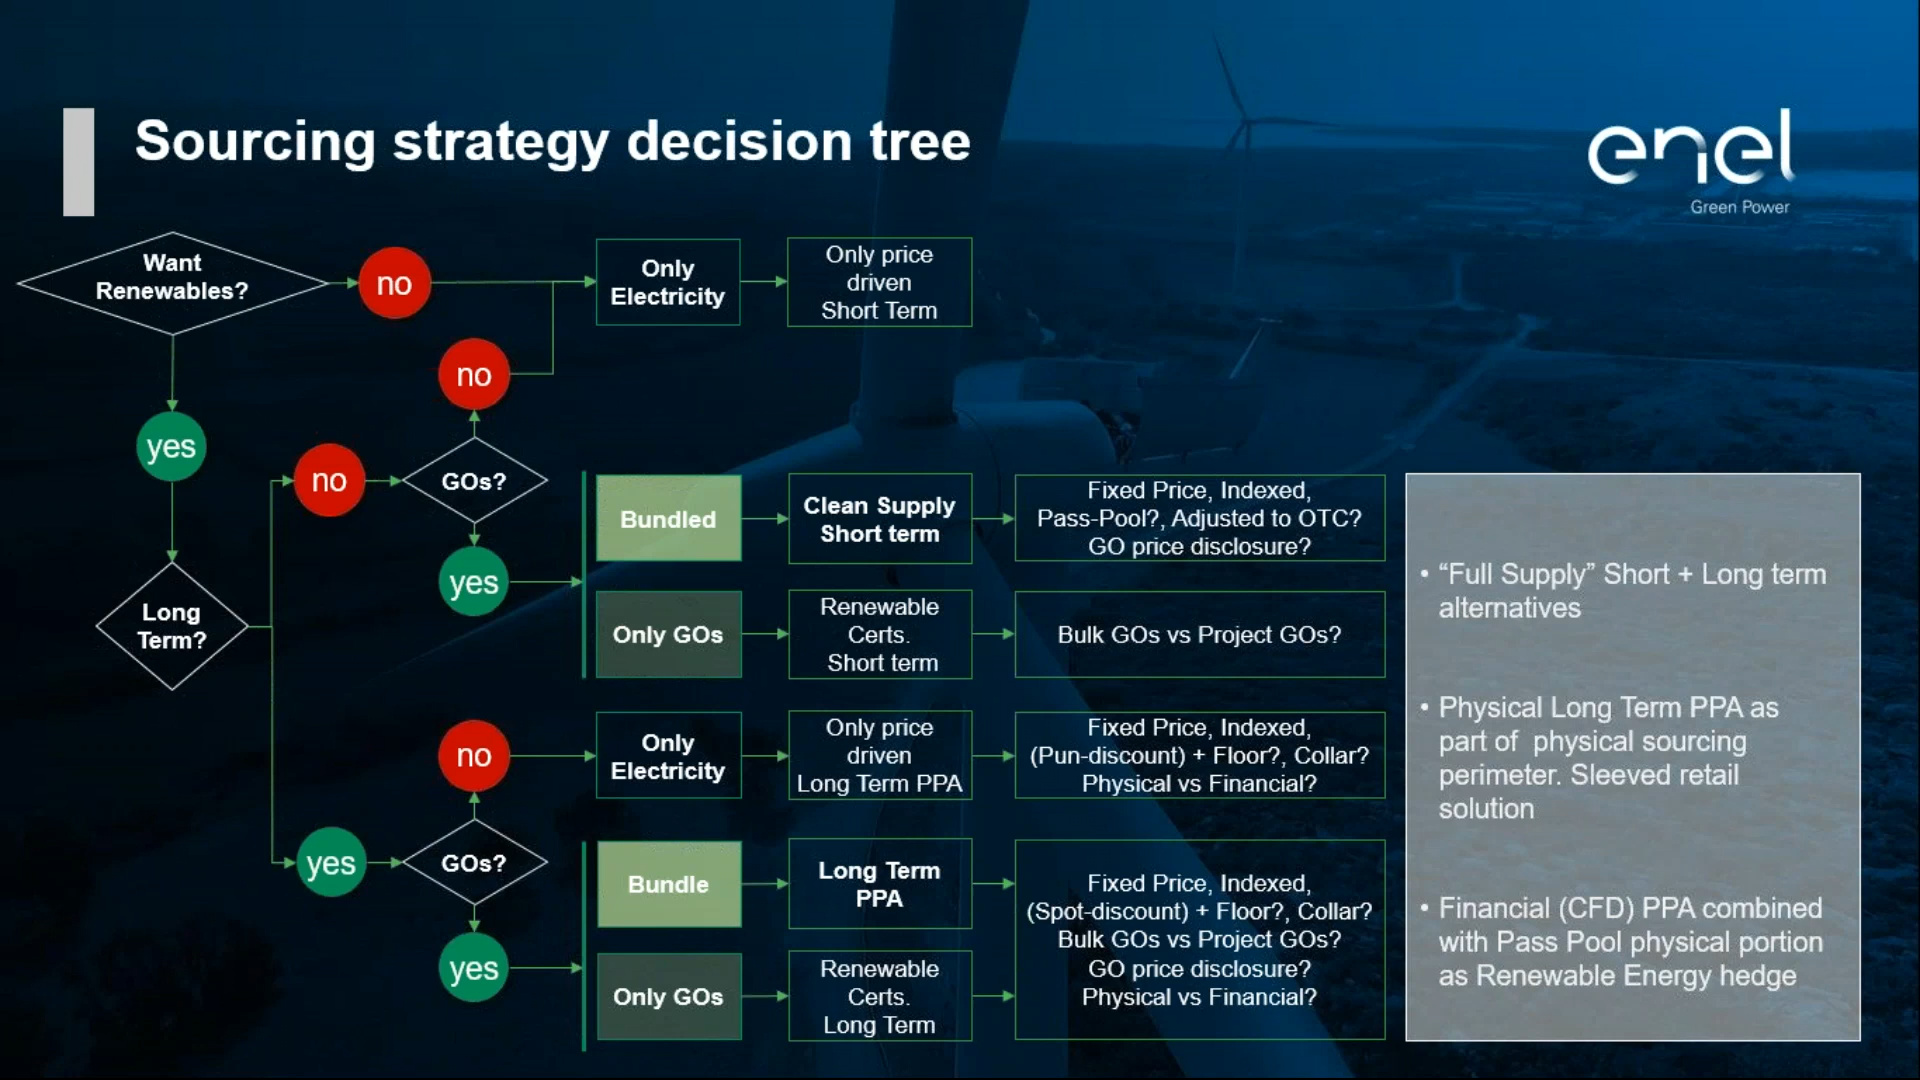 Sourcing strategy decision tree
enel
Green Power
Want
Renewables?
no
Only
Electricity
Only price
driven
Short Term
no
yes
no
GOs?
yes
Long
Term?
Bundled
Clean Supply
Short term
Fixed Price, Indexed,
Pass-Pool?, Adjusted to OTC?
GO price disclosure?
Only GOs
Renewable
Certs.
Short term
Bulk GOs vs Project GOs?
no
Only
Electricity
Only price
driven
Long Term PPA
Fixed Price, Indexed,
(Pun-discount) + Floor?, Collar?
Physical vs Financial?
yes
GOs?
yes
Bundle
Long Term
PPA
Only GOs
Renewable
Certs.
Long Term
Fixed Price, Indexed,
(Spot-discount) + Floor?, Collar?
Bulk GOs vs Project GOs?
GO price disclosure?
Physical vs Financial?
• “Full Supply” Short + Long term
alternatives
• Physical Long Term PPA as
part of physical sourcing
perimeter. Sleeved retail
solution
• Financial (CFD) PPA combined
with Pass Pool physical portion
as Renewable Energy hedge